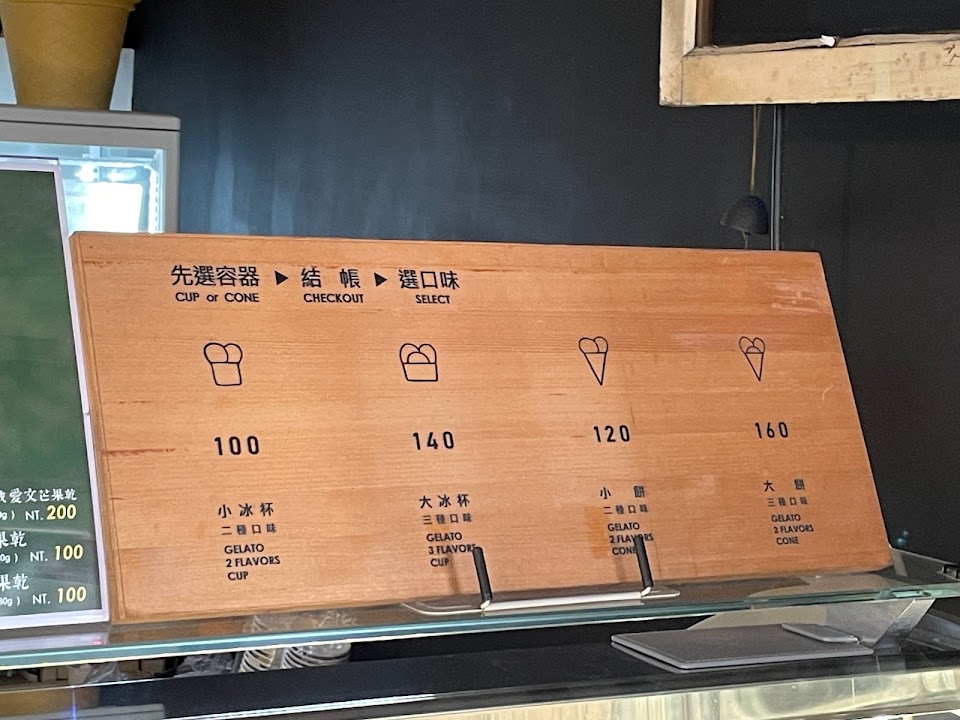 先選容器 ▶ 結 帳 ▶ 選口味
CUP or CONE CHECKOUT SELECT
100
140
120
160
小冰杯
二種口味
GELATO
2 FLAVORS
CUP
大冰杯
三種口味
GELATO
3 FLAVORS
CUP
小 餅
二種口味
GELATO
2 FLAVORS
CONE
大 餅
三種口味
GELATO
3 FLAVORS
CONE
愛文芒果乾
NT. 200
果乾
NT. 100
果乾
NT. 100